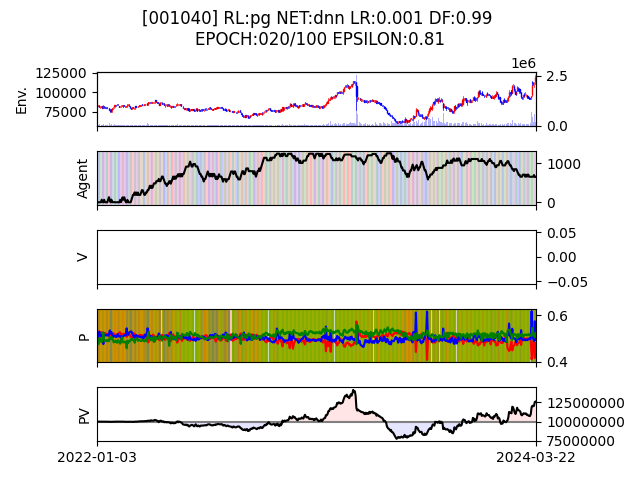 [001040] RL:pg NET:dnn LR:0.001 DF:0.99
EPOCH:020/100 EPSILON:0.81
1e6
Env.
125000
100000
75000
2.5
0.0
Agent
1000
0
V
0.05
0.00
−0.05
P
0.6
0.4
PV
125000000
100000000
75000000
2022-01-03
2024-03-22